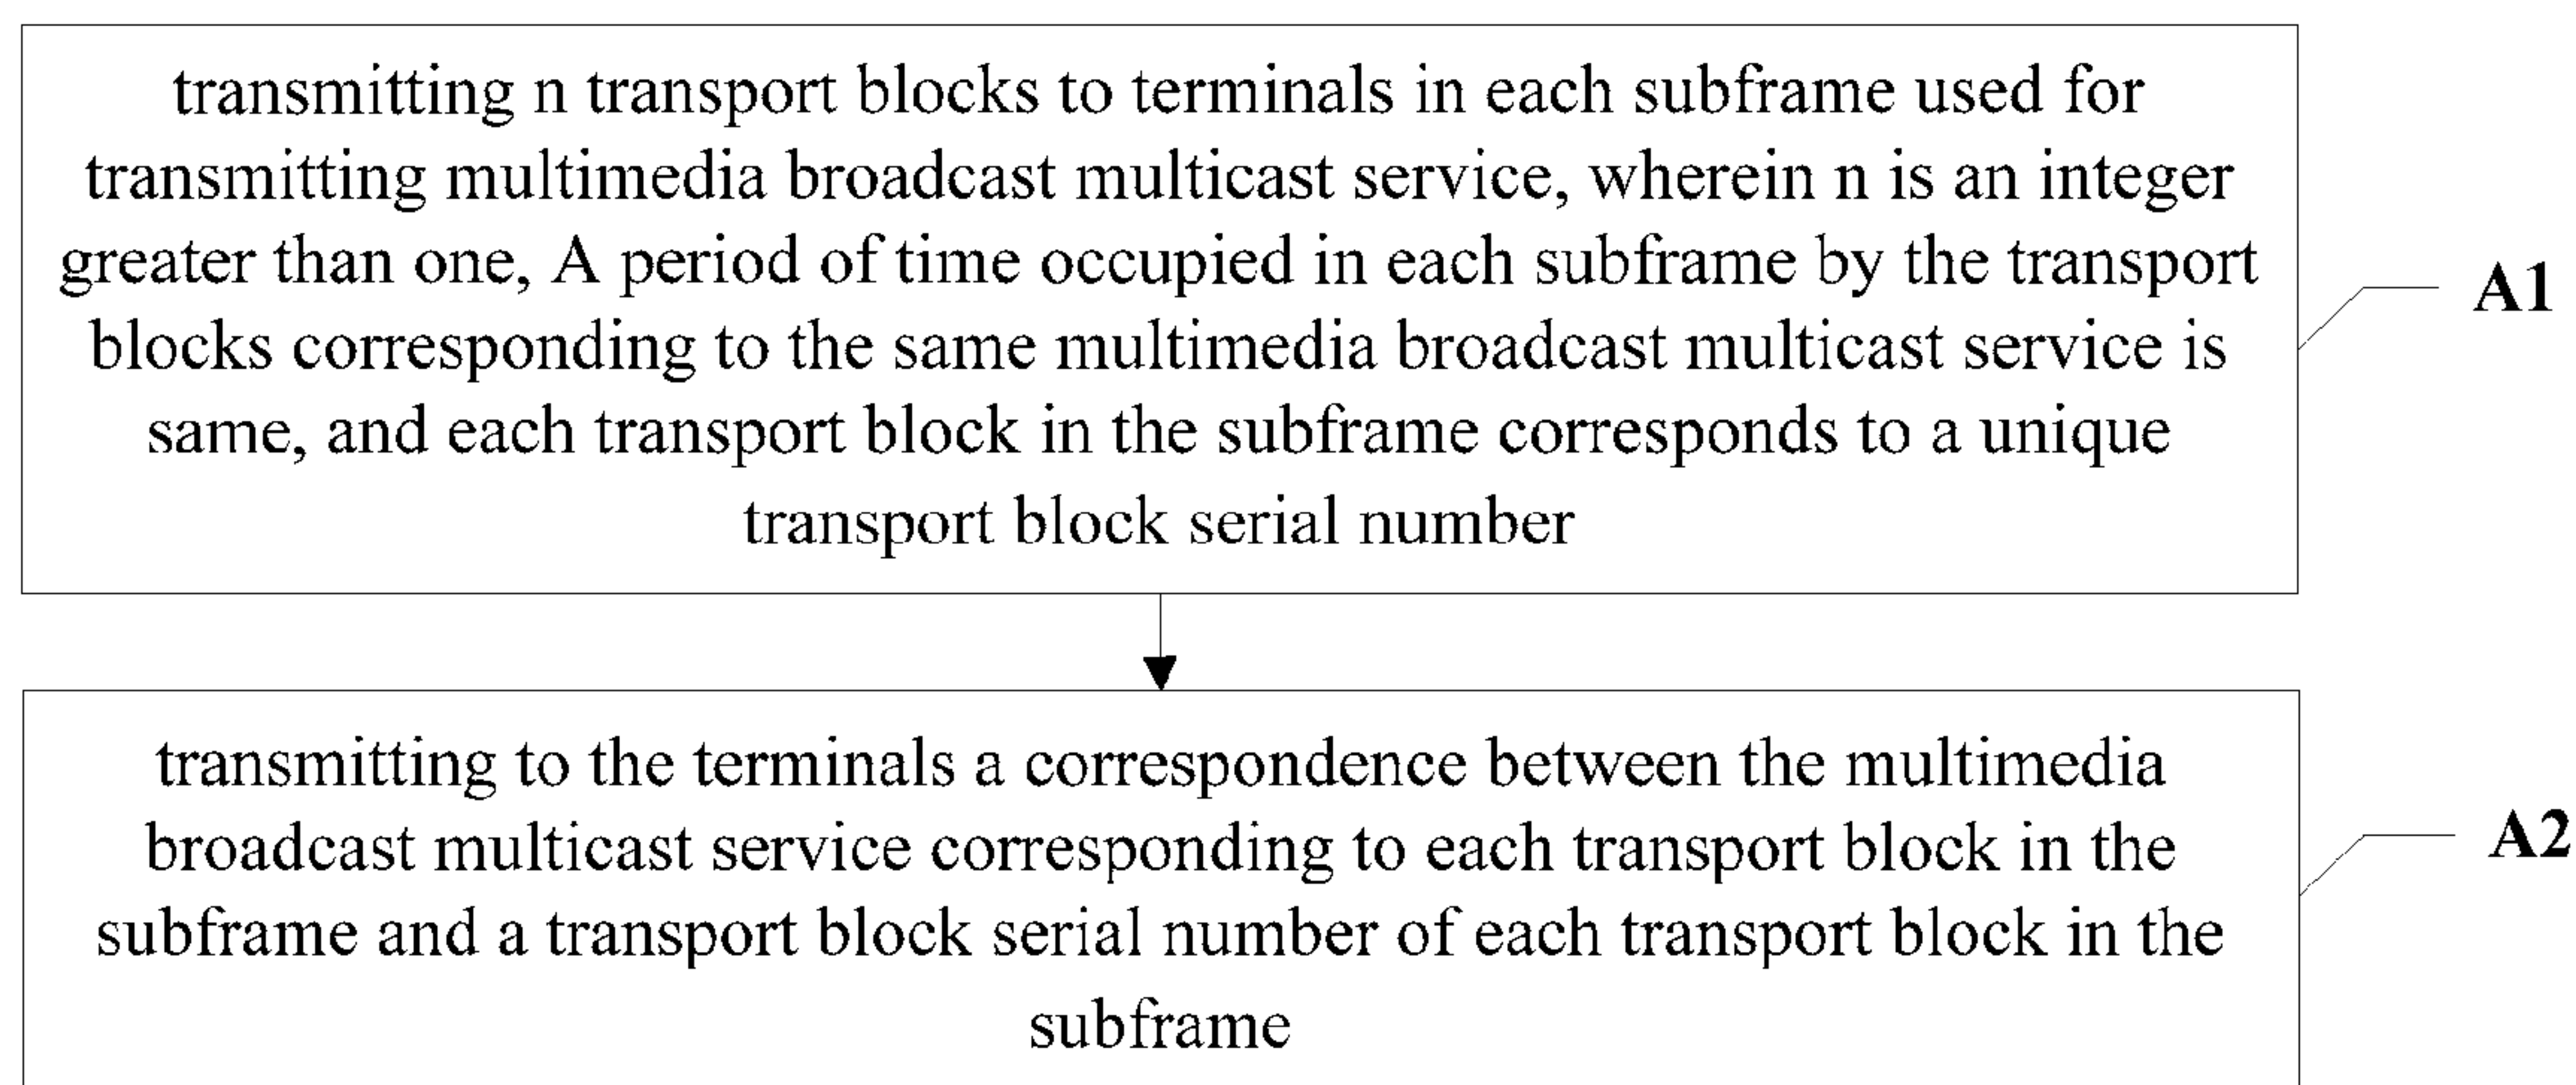 transmitting n transport blocks to terminals in each subframe used for
transmitting multimedia broadcast multicast service, wherein n is an integer
greater than one, A period of time occupied in each subframe by the transport
blocks corresponding to the same multimedia broadcast multicast service is
same, and each transport block in the subframe corresponds to a unique
transport block serial number
A1
transmitting to the terminals a correspondence between the multimedia
broadcast multicast service corresponding to each transport block in the
subframe and a transport block serial number of each transport block in the
subframe
A2